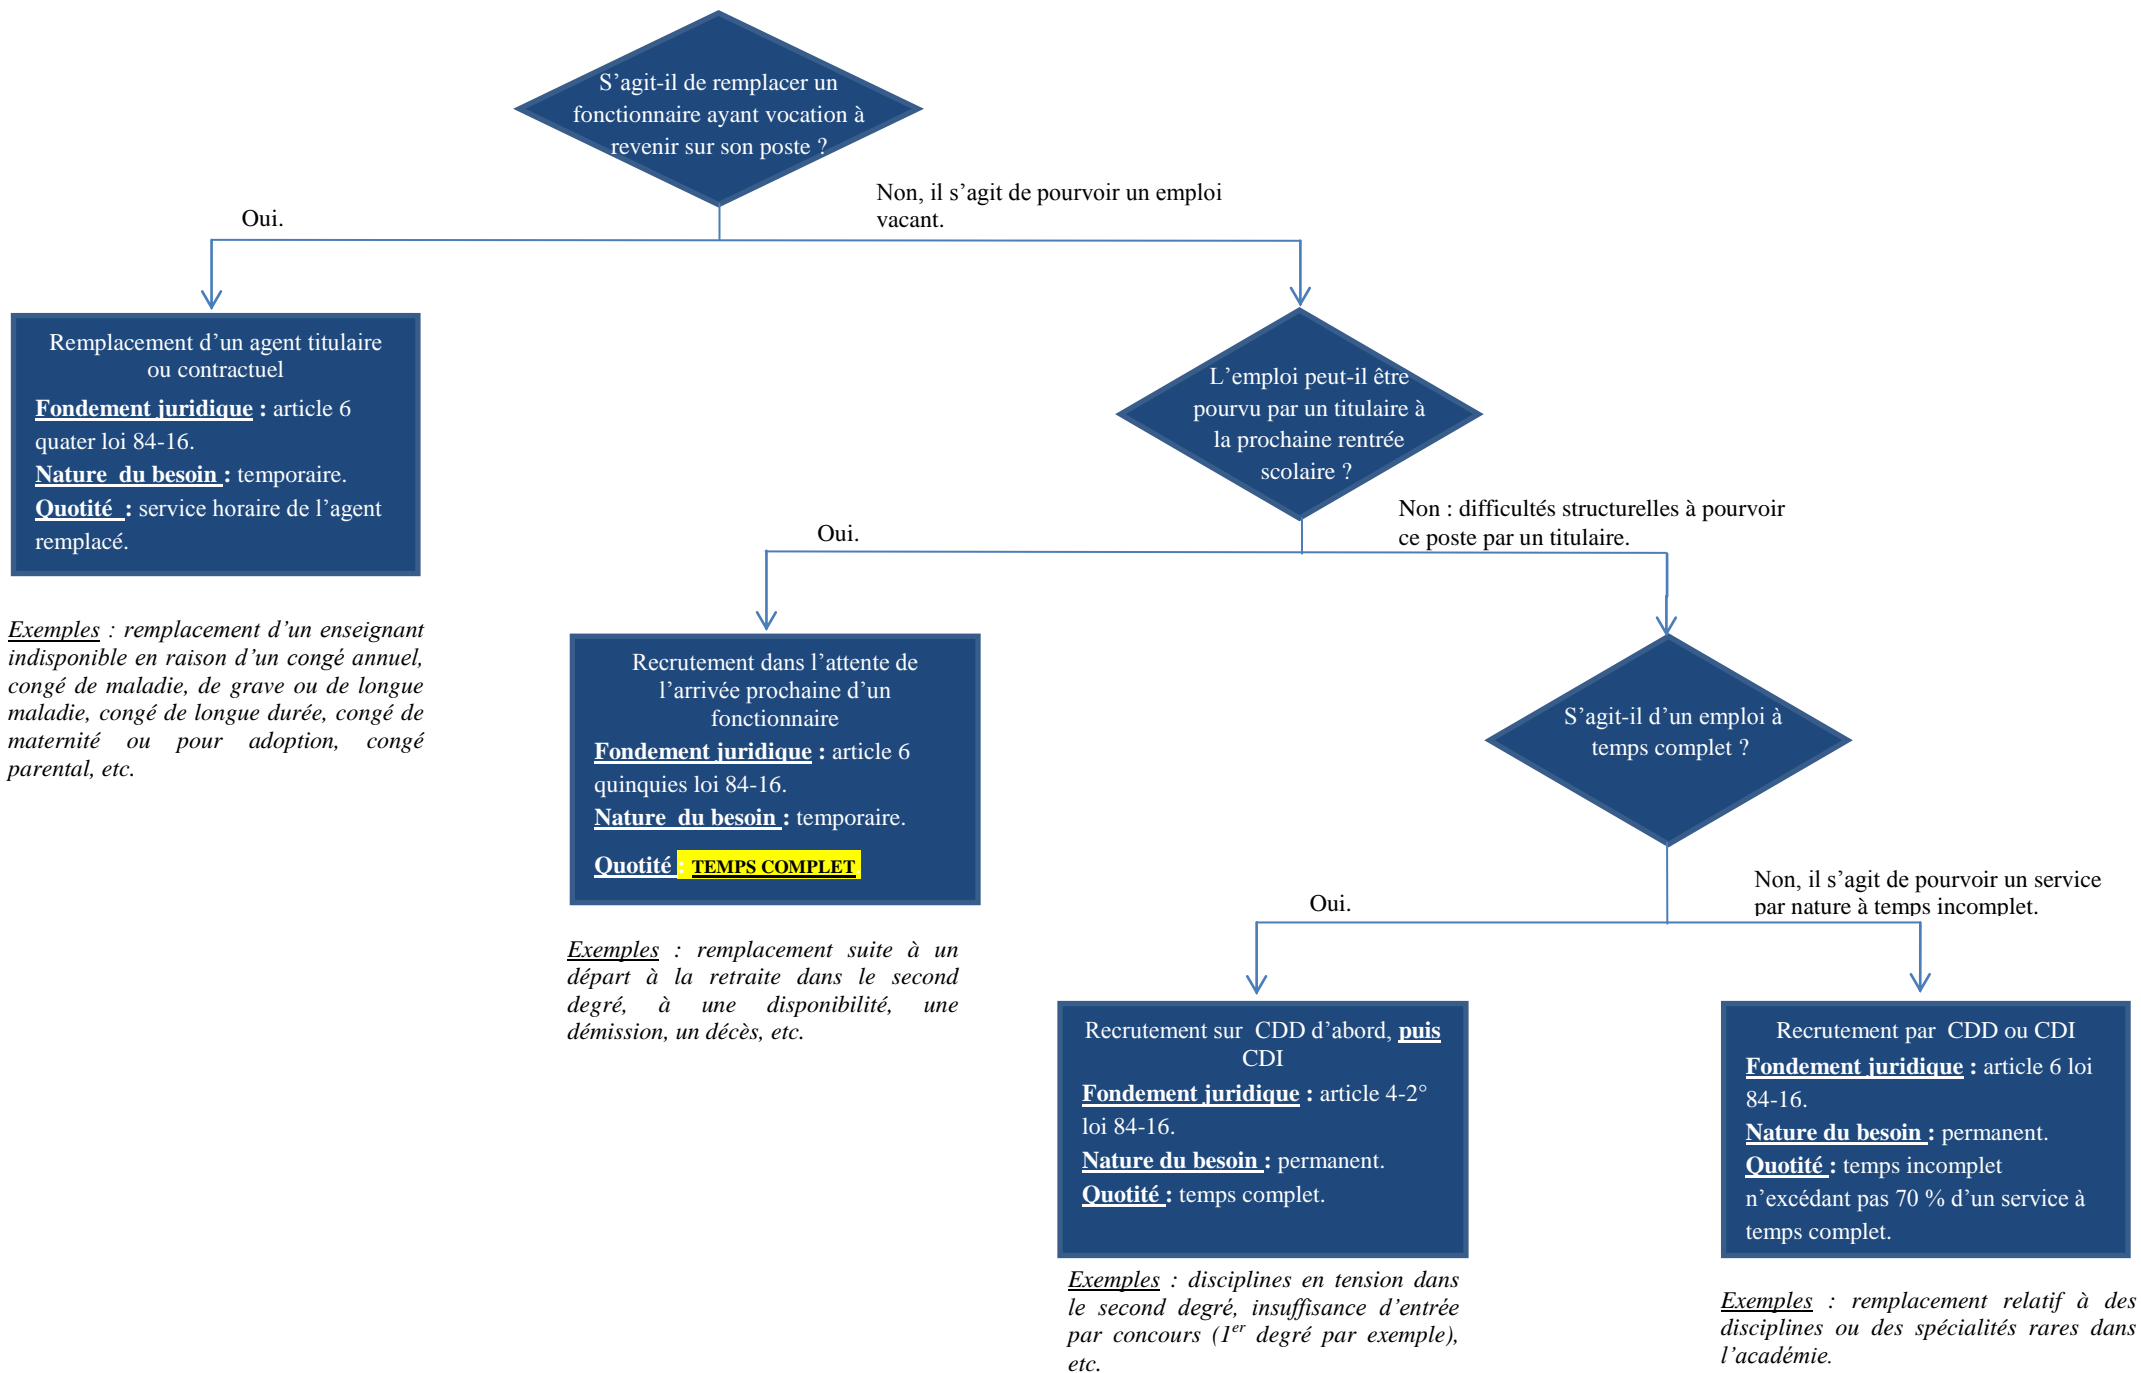 S’agit-il de remplacer un
fonctionnaire ayant vocation à
revenir sur son poste ?
Non, il s’agit de pourvoir un emploi
vacant.
Oui.
Remplacement d’un agent titulaire
ou contractuel
Fondement juridique : article 6
quater loi 84-16.
Nature du besoin : temporaire.
Quotité : service horaire de l’agent
remplacé.
Exemples : remplacement d’un enseignant
indisponible en raison d’un congé annuel,
congé de maladie, de grave ou de longue
maladie, congé de longue durée, congé de
maternité ou pour adoption, congé
parental, etc.
L’emploi peut-il être
pourvu par un titulaire à
la prochaine rentrée
scolaire ?
Non : difficultés structurelles à pourvoir
ce poste par un titulaire.
Oui.
Recrutement dans l’attente de
l’arrivée prochaine d’un
fonctionnaire
Fondement juridique : article 6
quinquies loi 84-16.
Nature du besoin : temporaire.
Quotité : TEMPS COMPLET
Exemples : remplacement suite à un
départ à la retraite dans le second
degré, à une disponibilité, une
démission, un décès, etc.
S’agit-il d’un emploi à
temps complet ?
Non, il s’agit de pourvoir un service
par nature à temps incomplet.
Oui.
Recrutement sur CDD d’abord, puis
CDI
Fondement juridique : article 4-2°
loi 84-16.
Nature du besoin : permanent.
Quotité : temps complet.
Exemples : disciplines en tension dans
le second degré, insuffisance d’entrée
par concours (1er degré par exemple),
etc.
Recrutement par CDD ou CDI
Fondement juridique : article 6 loi
84-16.
Nature du besoin : permanent.
Quotité : temps incomplet
n’excédant pas 70 % d’un service à
temps complet.
Exemples : remplacement relatif à des
disciplines ou des spécialités rares dans
l’académie.